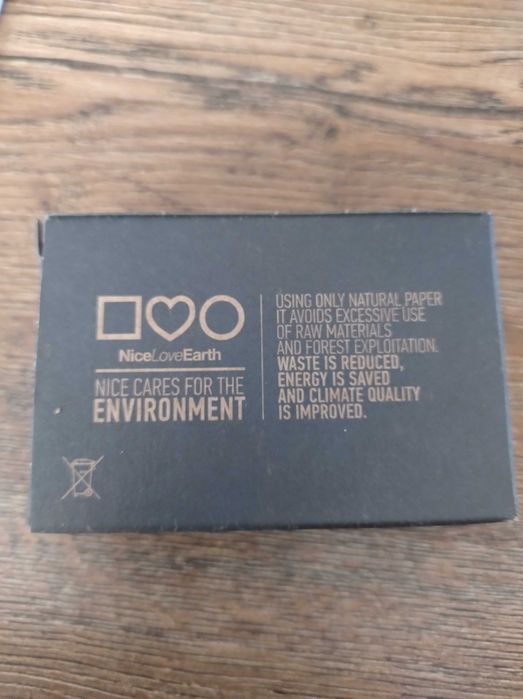 NiceLoveEarth
NICE CARES FOR THE
ENVIRONMENT
USING ONLY NATURAL PAPER
IT AVOIDS EXCESSIVE USE
OF RAW MATERIALS
AND FOREST EXPLOITATION.
WASTE IS REDUCED,
ENERGY IS SAVED
AND CLIMATE QUALITY
IS IMPROVED.